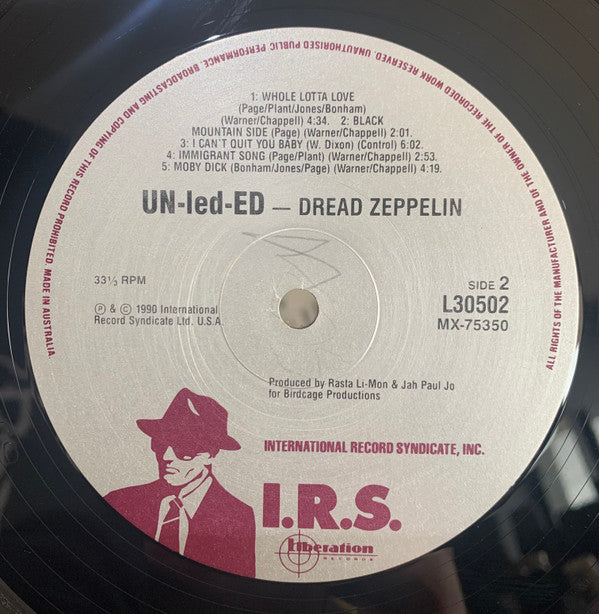 ALL RIGHTS OF THE MANUFACTURER AND OF THE OWNER OF THE RECORDED WORK RESERVED. UNAUTHORISED PUBLIC PERFORMANCE, BROADCASTING AND COPYING OF THIS RECORD PROHIBITED. MADE IN AUSTRALIA.
1: WHOLE LOTTA LOVE
(Page/Plant/Jones/Bonham)
(Warner/Chappell) 4:34. 2: BLACK
MOUNTAIN SIDE (Page) (Warner/Chappell) 2:01.
3: I CAN'T QUIT YOU BABY (W. Dixon) (Control) 6:02.
4: IMMIGRANT SONG (Page/Plant) (Warner/Chappell) 2:53.
5: MOBY DICK (Bonham/Jones/Page) (Warner/Chappell) 4:19.
UN-led-ED — DREAD ZEPPELIN
33⅓ RPM
SIDE 2
L30502
MX-75350
℗ & © 1990 International
Record Syndicate Ltd. U.S.A.
Produced by Rasta Li-Mon & Jah Paul Jo
for Birdcage Productions
INTERNATIONAL RECORD SYNDICATE, INC.
I.R.S.
Liberation
RECORDS